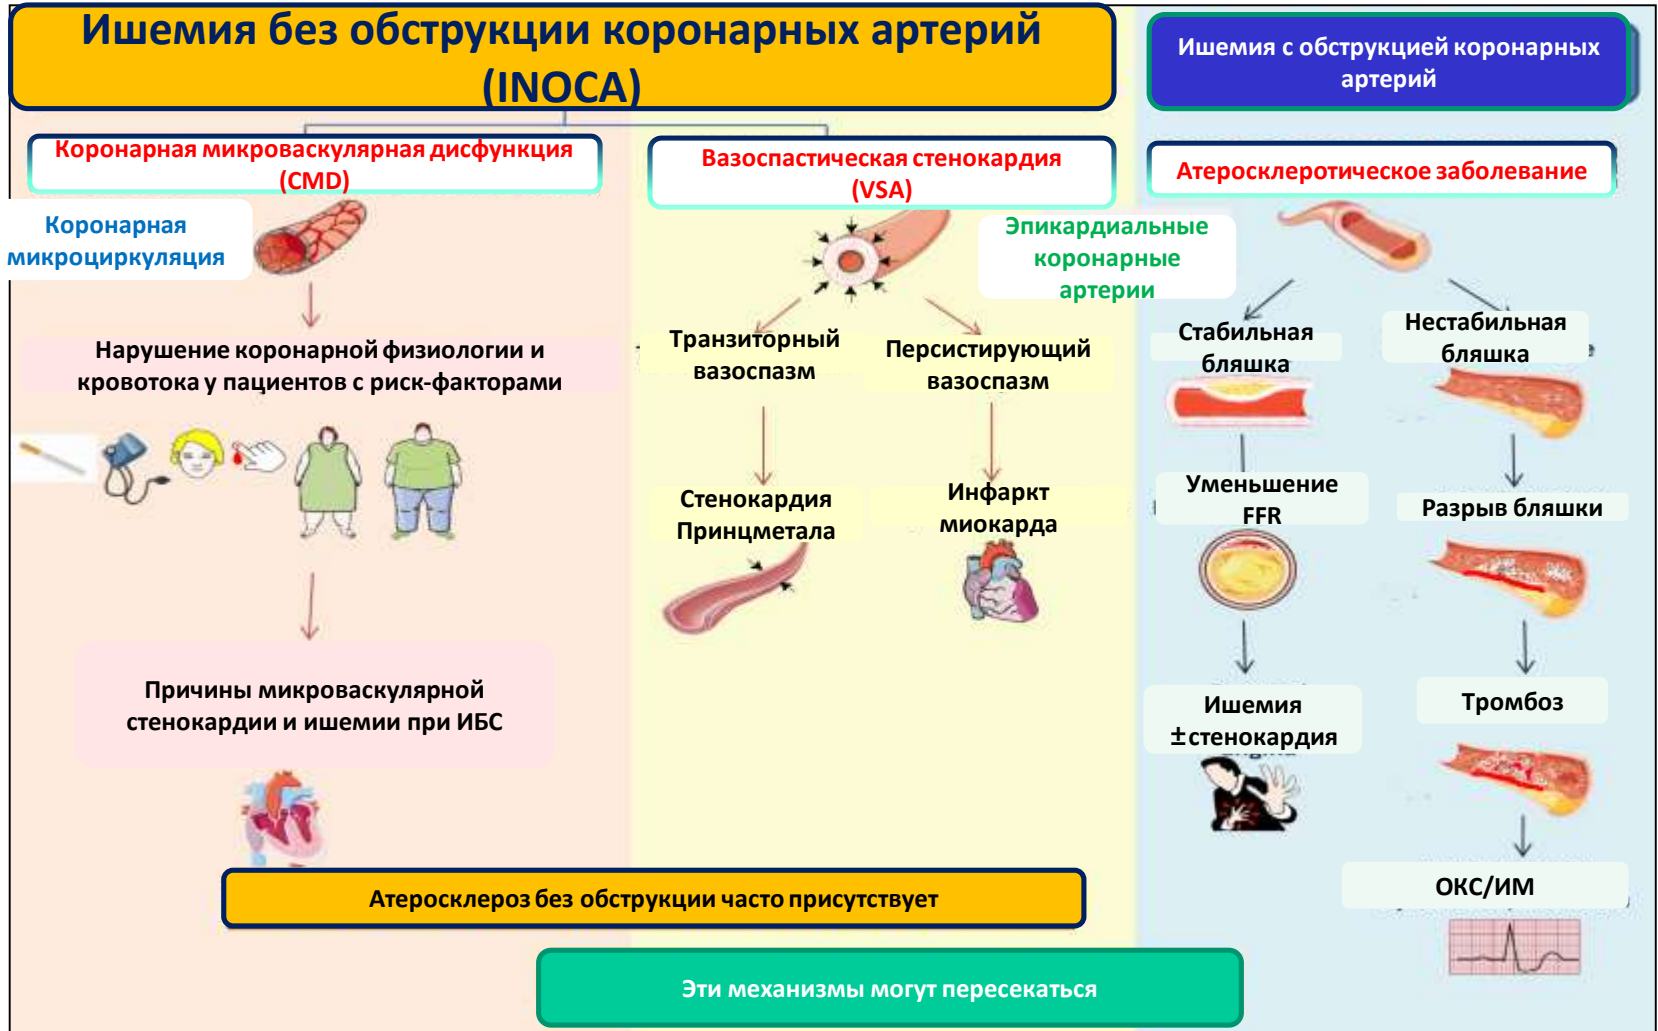 Ишемия без обструкции коронарных артерий
(INOCA)
Ишемия с обструкцией коронарных
артерий
Коронарная микроваскулярная дисфункция
(CMD)
Вазоспастическая стенокардия
(VSA)
Атеросклеротическое заболевание
Коронарная
микроциркуляция
Эпикардиальные
коронарные
артерии
Нарушение коронарной физиологии и
кровотока у пациентов с риск-факторами
Транзиторный
вазоспазм
Персистирующий
вазоспазм
Стабильная
бляшка
Нестабильная
бляшка
Стенокардия
Принцметала
Инфаркт
миокарда
Уменьшение
FFR
Разрыв бляшки
Причины микроваскулярной
стенокардии и ишемии при ИБС
Ишемия
±стенокардия
Тромбоз
ОКС/ИМ
Атеросклероз без обструкции часто присутствует
Эти механизмы могут пересекаться